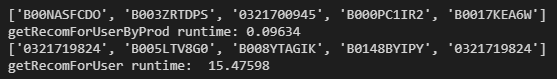 ['B00NASFCDO', 'B003ZRTDPS', '0321700945', 'B000PC1IR2', 'B0017KEA6W']
getRecomForUserByProd runtime: 0.09634
['0321719824', 'B005LTV8G0', 'B008YTAGIK', 'B0148BYIPY', '0321719824']
getRecomForUser runtime:  15.47598